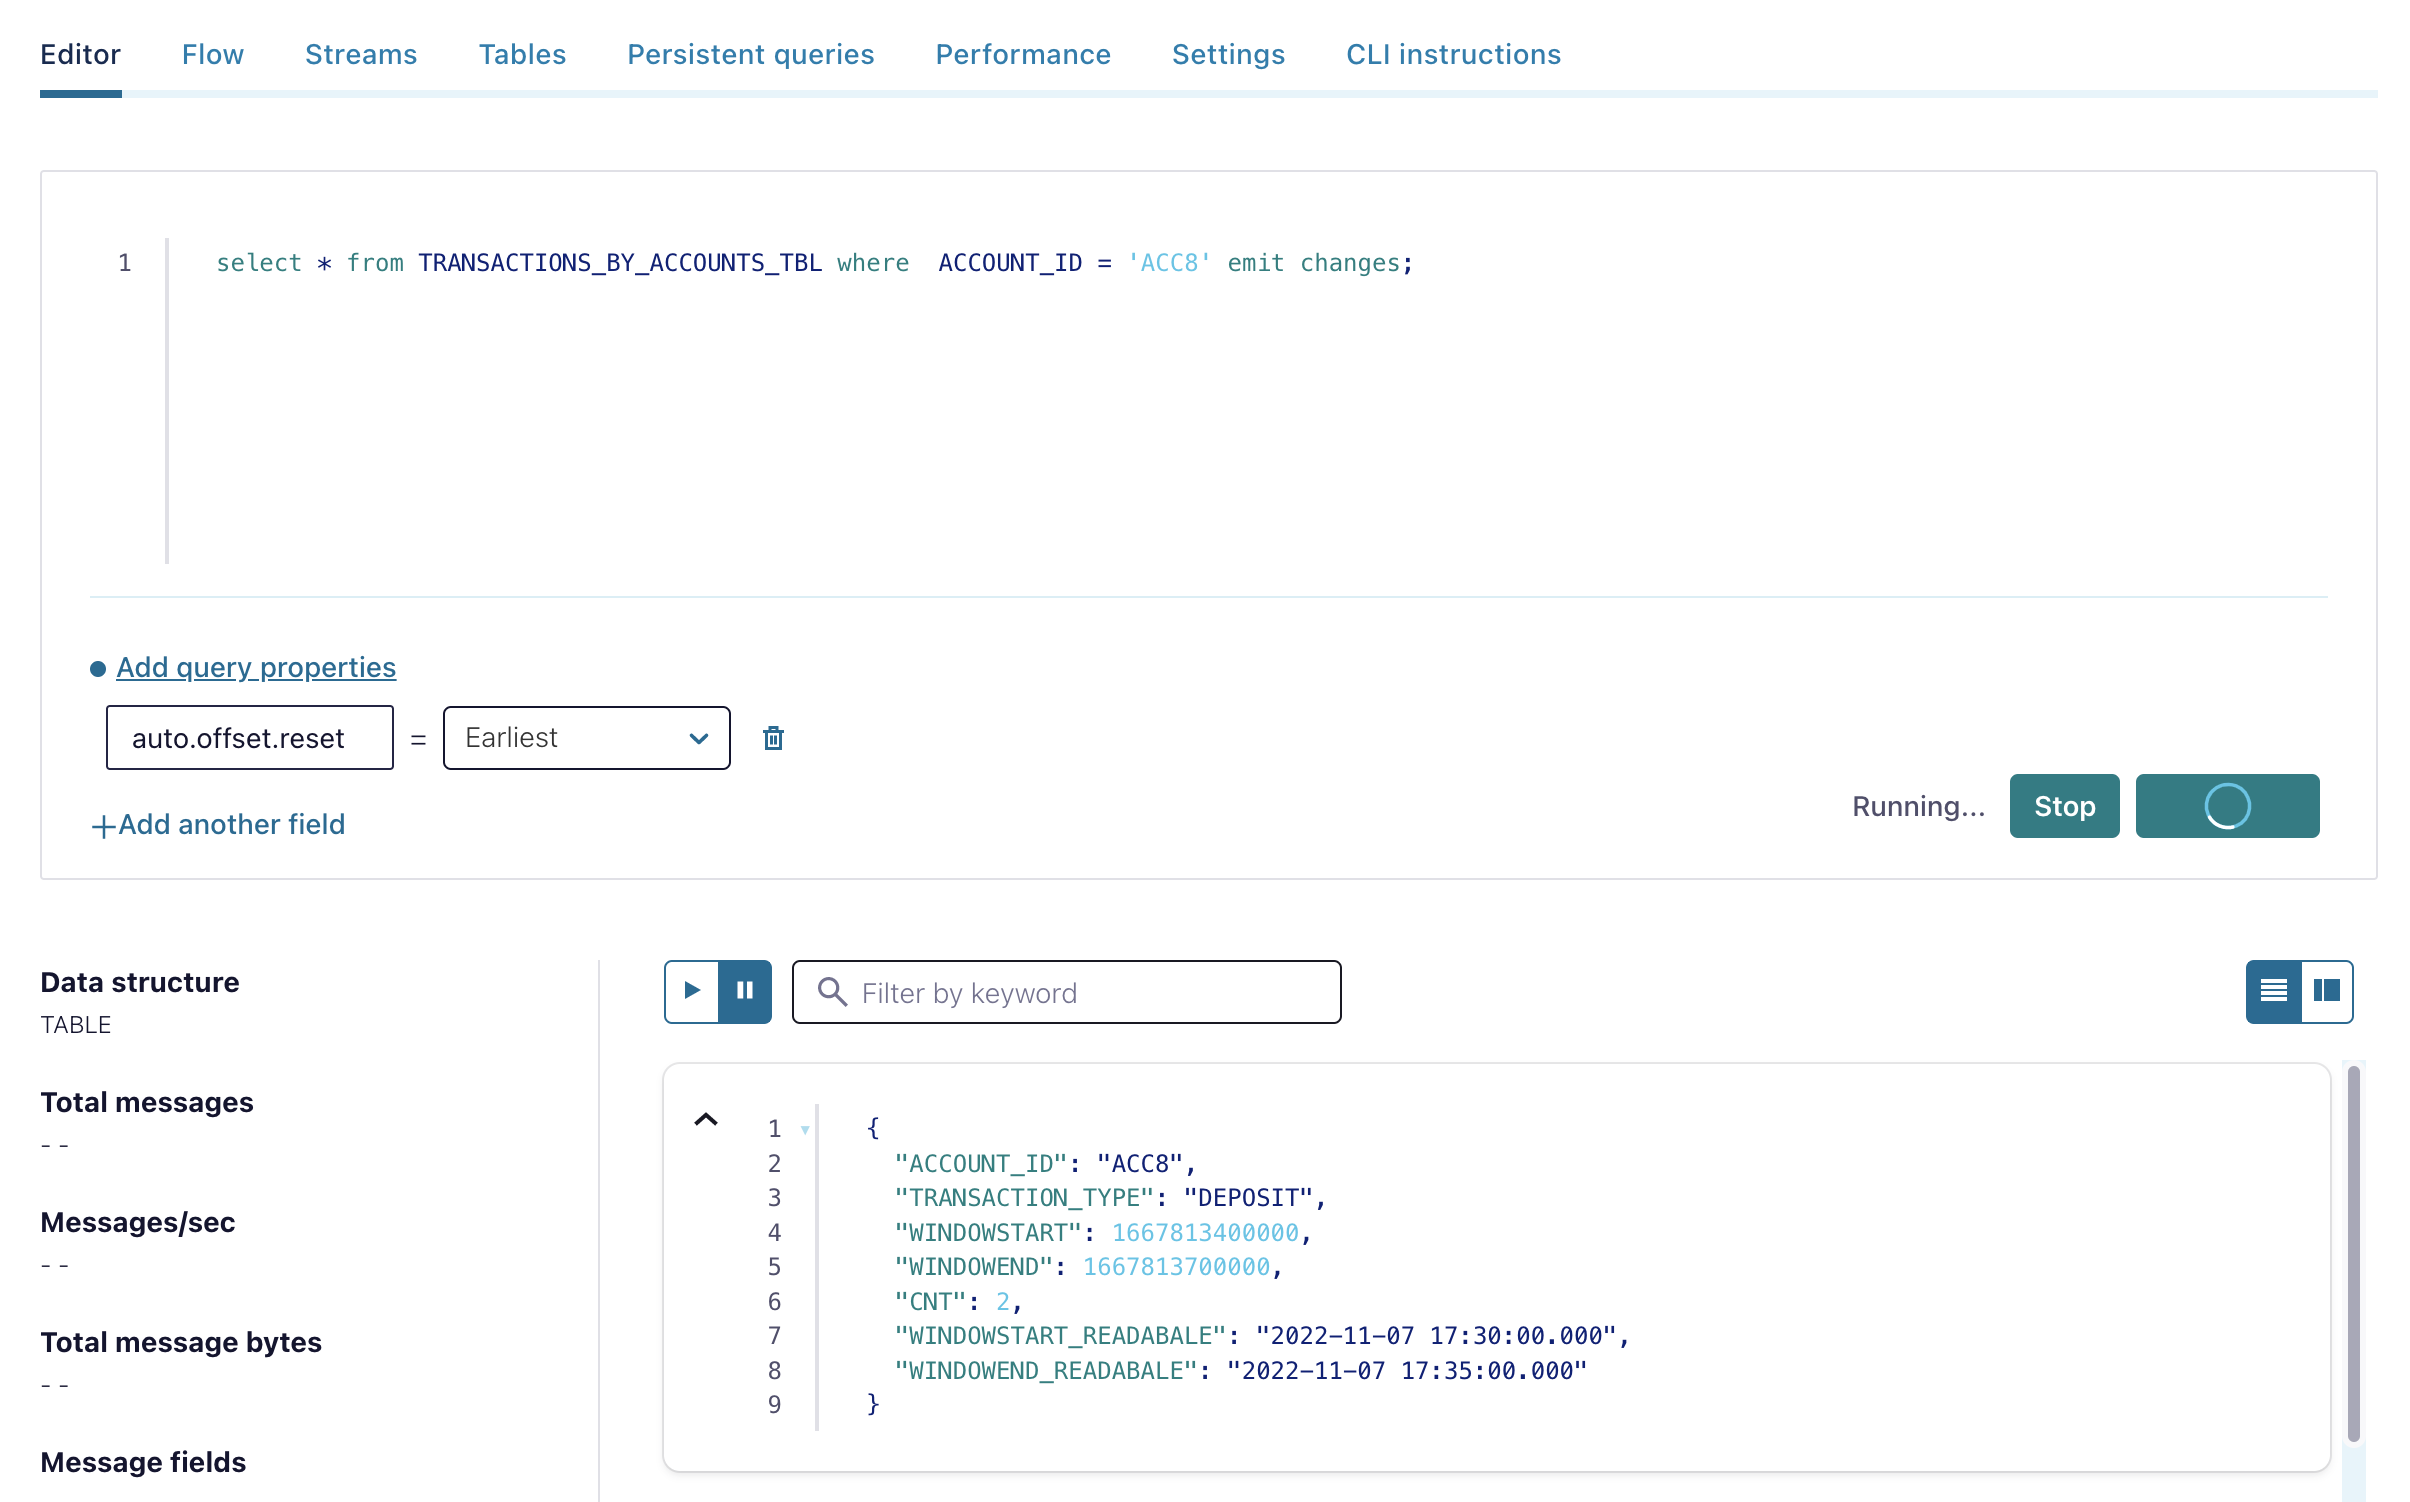 Editor Flow Streams Tables Persistent queries Performance Settings CLI instructions
1 select * from TRANSACTIONS_BY_ACCOUNTS_TBL where  ACCOUNT_ID = 'ACC8' emit changes;
Add query properties
auto.offset.reset = Earliest
+Add another field
Running... Stop
Data structure
TABLE
Total messages
- -
Messages/sec
- -
Total message bytes
- -
Message fields
Filter by keyword
1 {
2 "ACCOUNT_ID": "ACC8",
3 "TRANSACTION_TYPE": "DEPOSIT",
4 "WINDOWSTART": 1667813400000,
5 "WINDOWEND": 1667813700000,
6 "CNT": 2,
7 "WINDOWSTART_READABALE": "2022-11-07 17:30:00.000",
8 "WINDOWEND_READABALE": "2022-11-07 17:35:00.000"
9 }